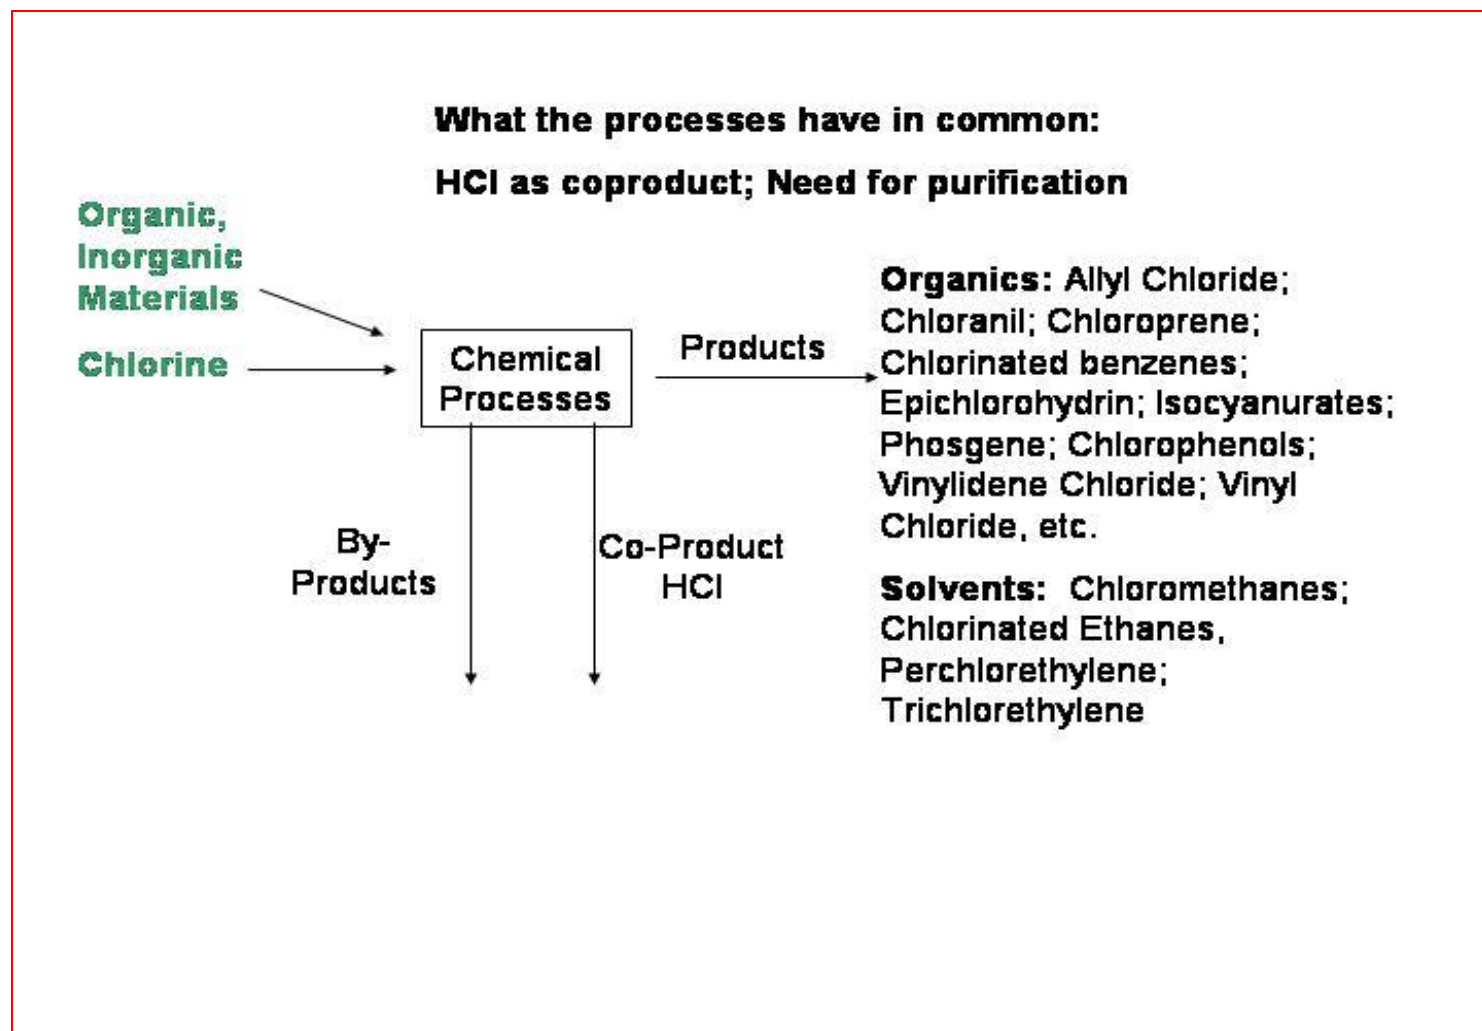 What the processes have in common:
HCl as coproduct; Need for purification
Organic,
Inorganic
Materials
Chlorine
Chemical
Processes
Products
By-
Products
Co-Product
HCl
Organics: Allyl Chloride;
Chloranil; Chloroprene;
Chlorinated benzenes;
Epichlorohydrin; Isocyanurates;
Phosgene; Chlorophenols;
Vinylidene Chloride; Vinyl
Chloride, etc.
Solvents: Chloromethanes;
Chlorinated Ethanes,
Perchlorethylene;
Trichlorethylene